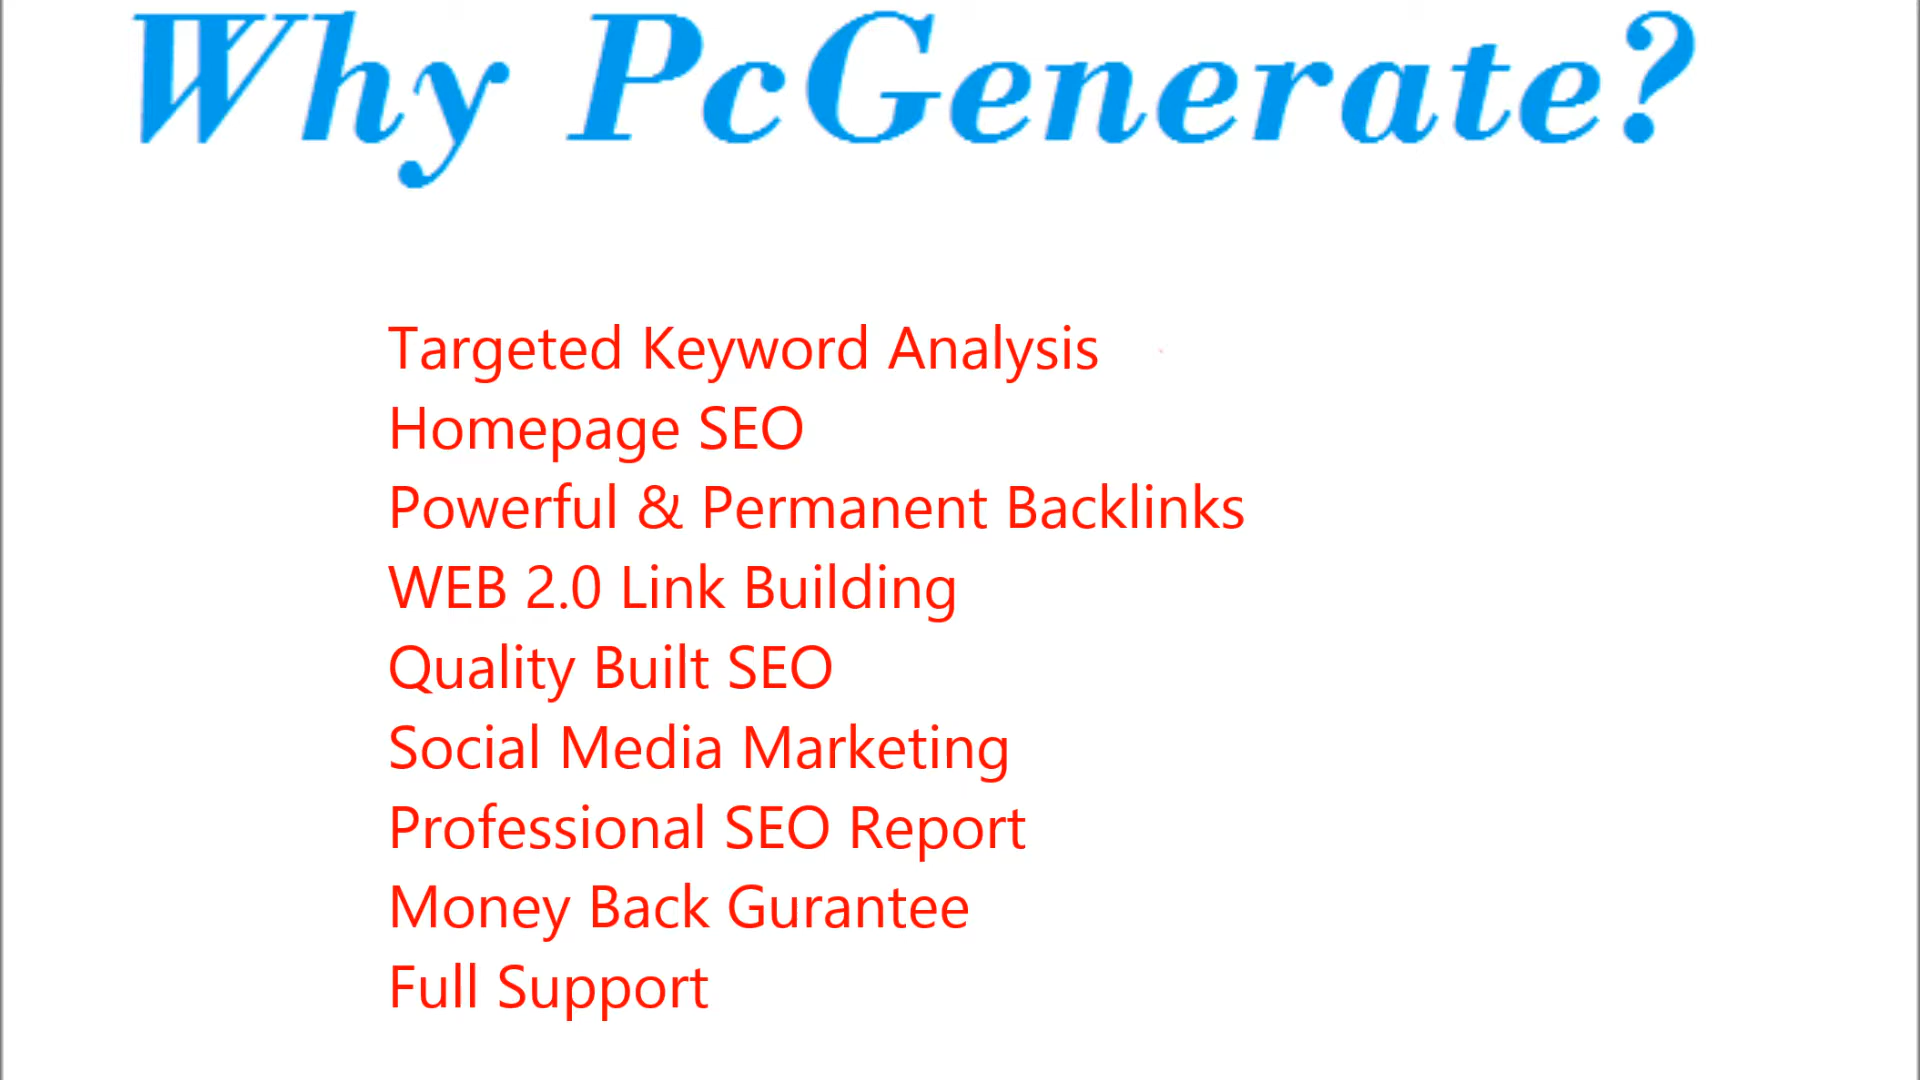 Why PcGenerate?
Targeted Keyword Analysis
Homepage SEO
Powerful & Permanent Backlinks
WEB 2.0 Link Building
Quality Built SEO
Social Media Marketing
Professional SEO Report
Money Back Gurantee
Full Support